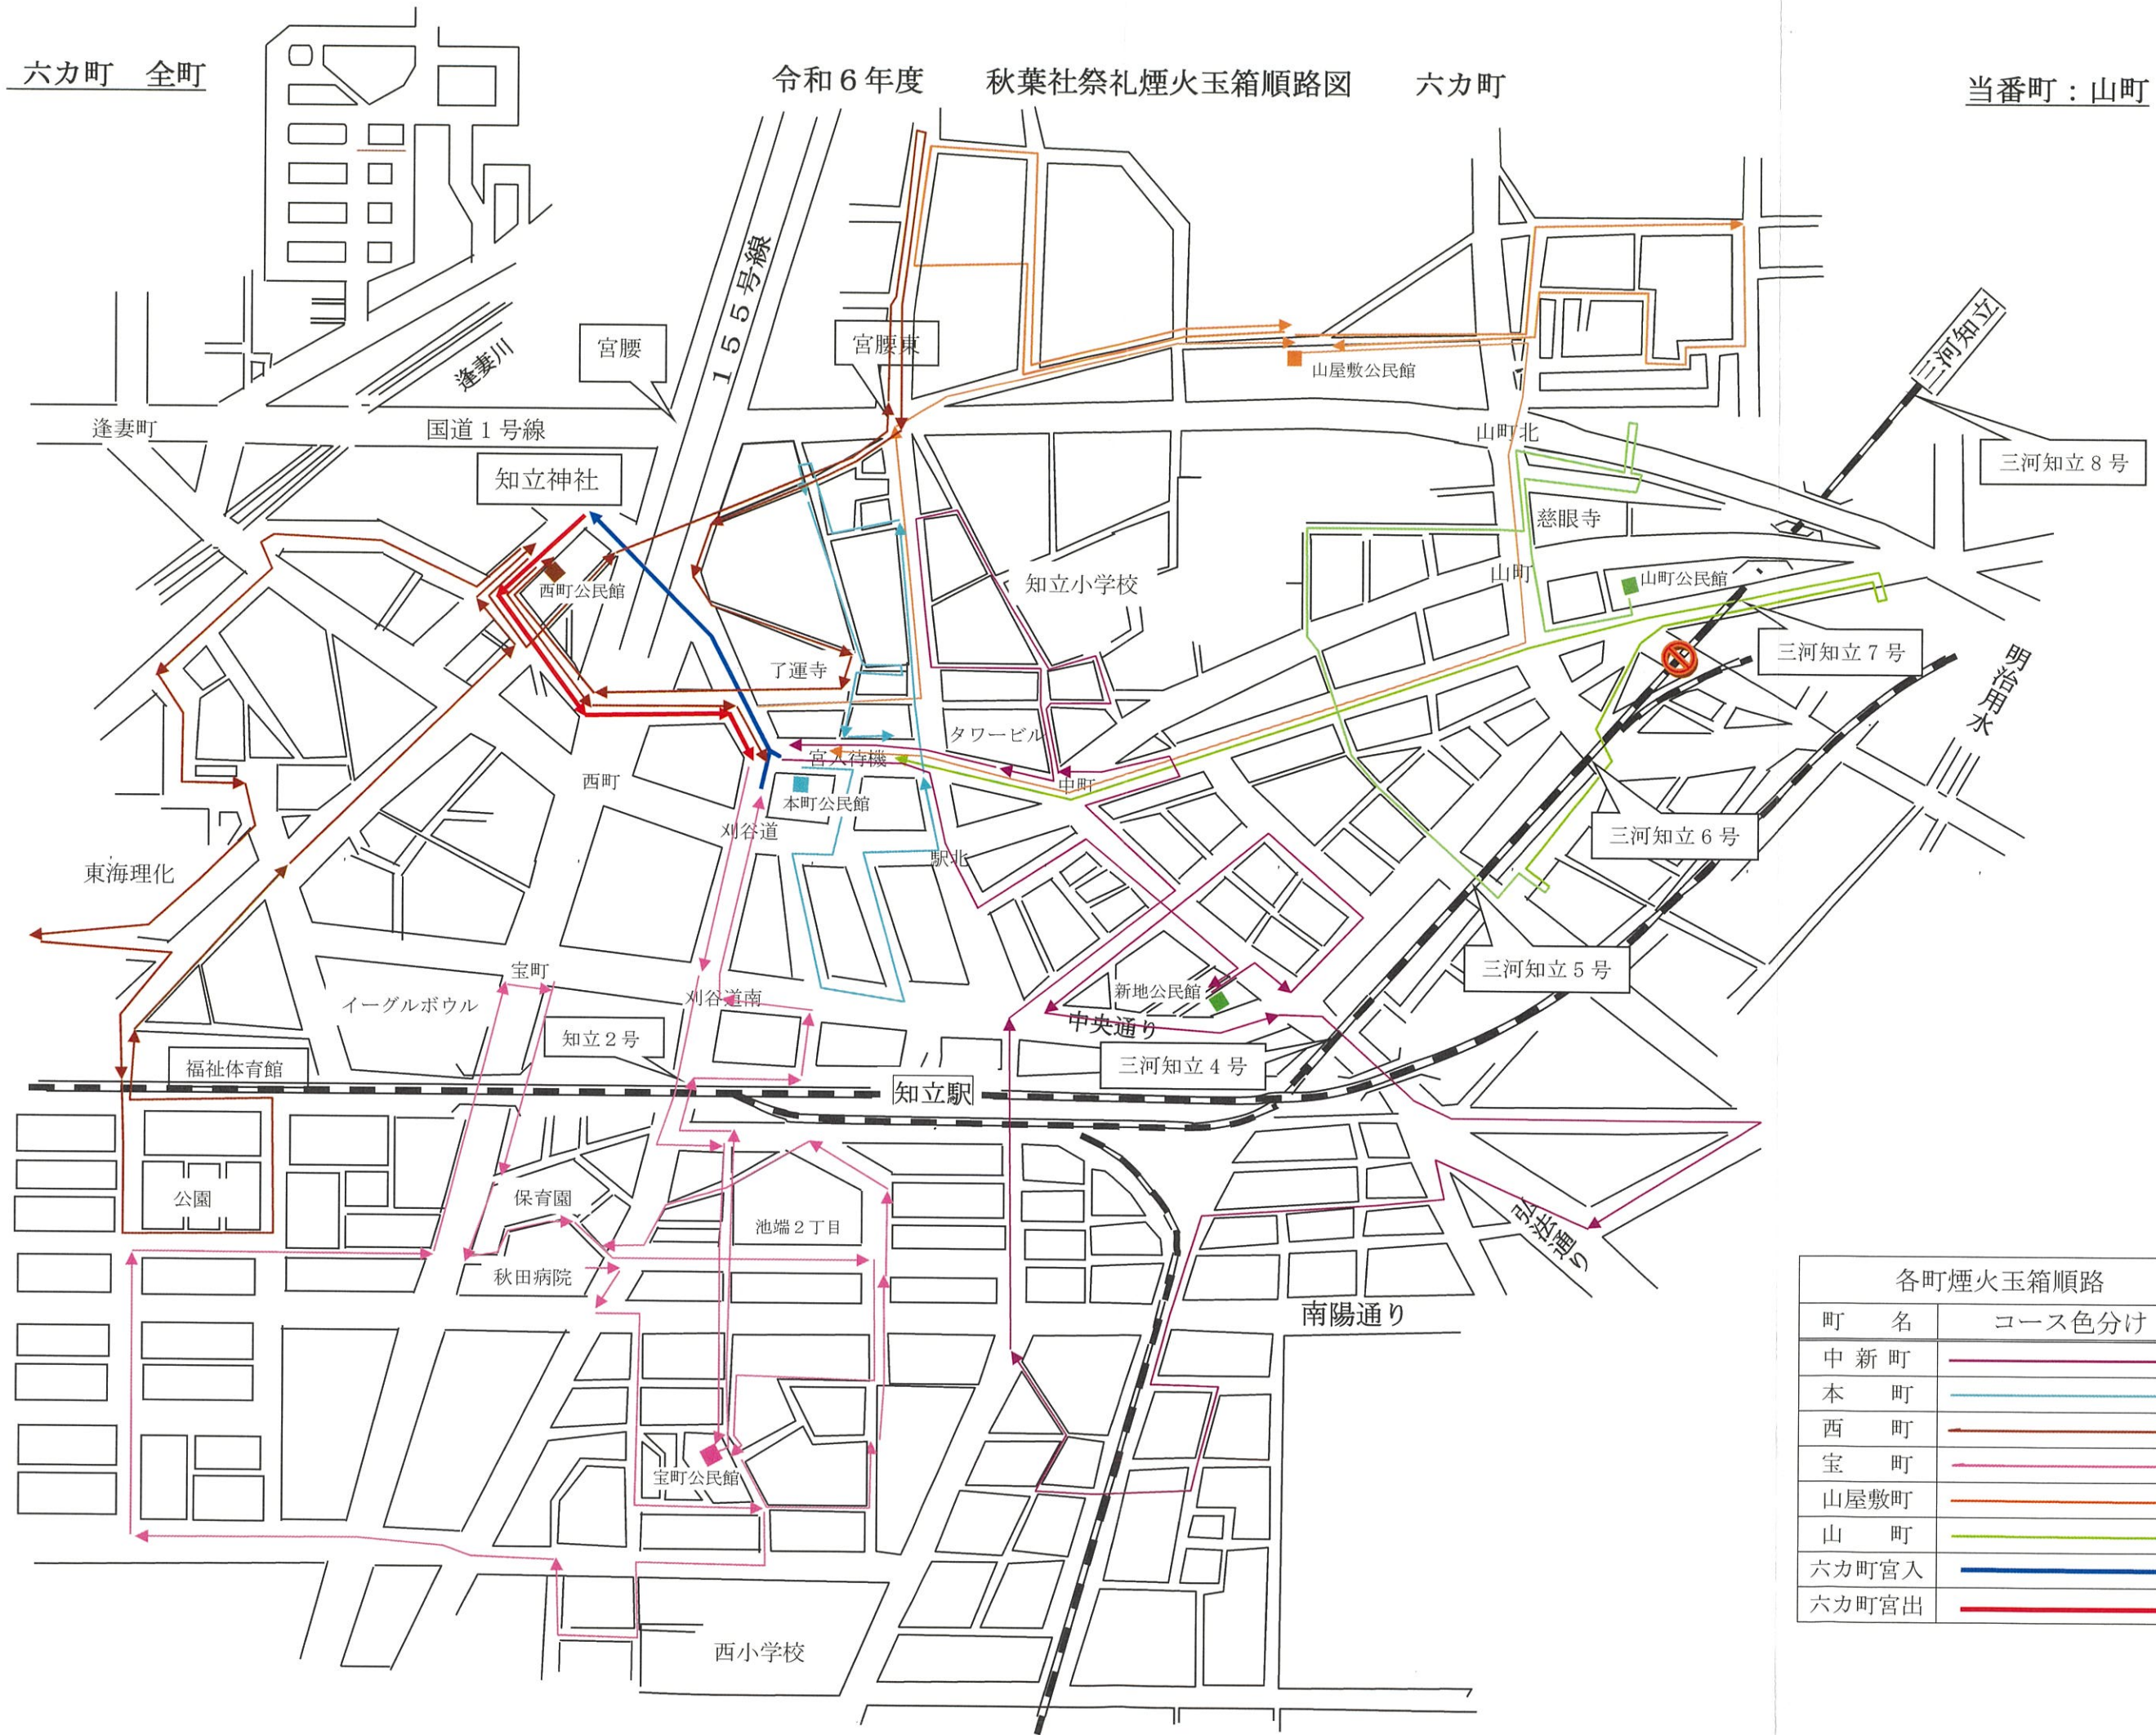 六カ町 全町
令和６年度 秋葉社祭礼煙火玉箱順路図 六カ町
当番町：山町
１５５号線
宮腰
宮腰東
逢妻川
山屋敷公民館
三河知立
逢妻町
国道１号線
山町北
三河知立８号
知立神社
慈眼寺
西町公民館
知立小学校
山町
山町公民館
三河知立７号
明治用水
了運寺
タワービル
宮入待機
西町
中町
本町公民館
刈谷道
三河知立６号
駅北
東海理化
宝町
三河知立５号
イーグルボウル
刈谷道南
新地公民館
中央通り
知立２号
三河知立４号
福祉体育館
知立駅
公園
保育園
池端２丁目
弘法通り
秋田病院
南陽通り
宝町公民館
西小学校
各町煙火玉箱順路
町 名 コース色分け
中新町
本 町
西 町
宝 町
山屋敷町
山 町
六カ町宮入
六カ町宮出